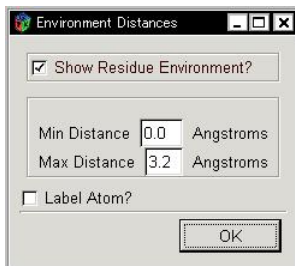 Environment Distances
Show Residue Environment?
Min Distance 0.0 Angstroms
Max Distance 3.2 Angstroms
Label Atom?
OK